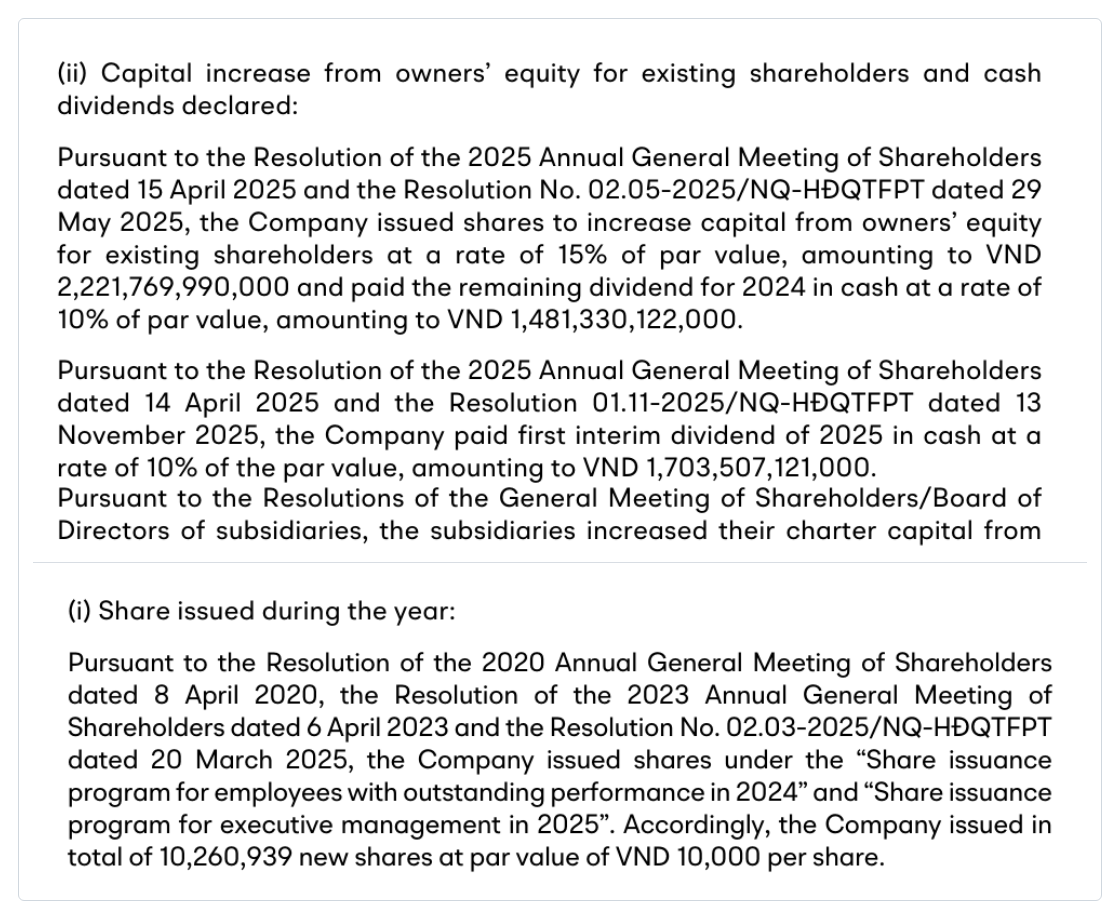 (ii) Capital increase from owners’ equity for existing shareholders and cash
dividends declared:
Pursuant to the Resolution of the 2025 Annual General Meeting of Shareholders
dated 15 April 2025 and the Resolution No. 02.05-2025/NQ-HĐQTFPT dated 29
May 2025, the Company issued shares to increase capital from owners’ equity
for existing shareholders at a rate of 15% of par value, amounting to VND
2,221,769,990,000 and paid the remaining dividend for 2024 in cash at a rate of
10% of par value, amounting to VND 1,481,330,122,000.
Pursuant to the Resolution of the 2025 Annual General Meeting of Shareholders
dated 14 April 2025 and the Resolution 01.11-2025/NQ-HĐQTFPT dated 13
November 2025, the Company paid first interim dividend of 2025 in cash at a
rate of 10% of the par value, amounting to VND 1,703,507,121,000.
Pursuant to the Resolutions of the General Meeting of Shareholders/Board of
Directors of subsidiaries, the subsidiaries increased their charter capital from
(i) Share issued during the year:
Pursuant to the Resolution of the 2020 Annual General Meeting of Shareholders
dated 8 April 2020, the Resolution of the 2023 Annual General Meeting of
Shareholders dated 6 April 2023 and the Resolution No. 02.03-2025/NQ-HĐQTFPT
dated 20 March 2025, the Company issued shares under the “Share issuance
program for employees with outstanding performance in 2024” and “Share issuance
program for executive management in 2025”. Accordingly, the Company issued in
total of 10,260,939 new shares at par value of VND 10,000 per share.